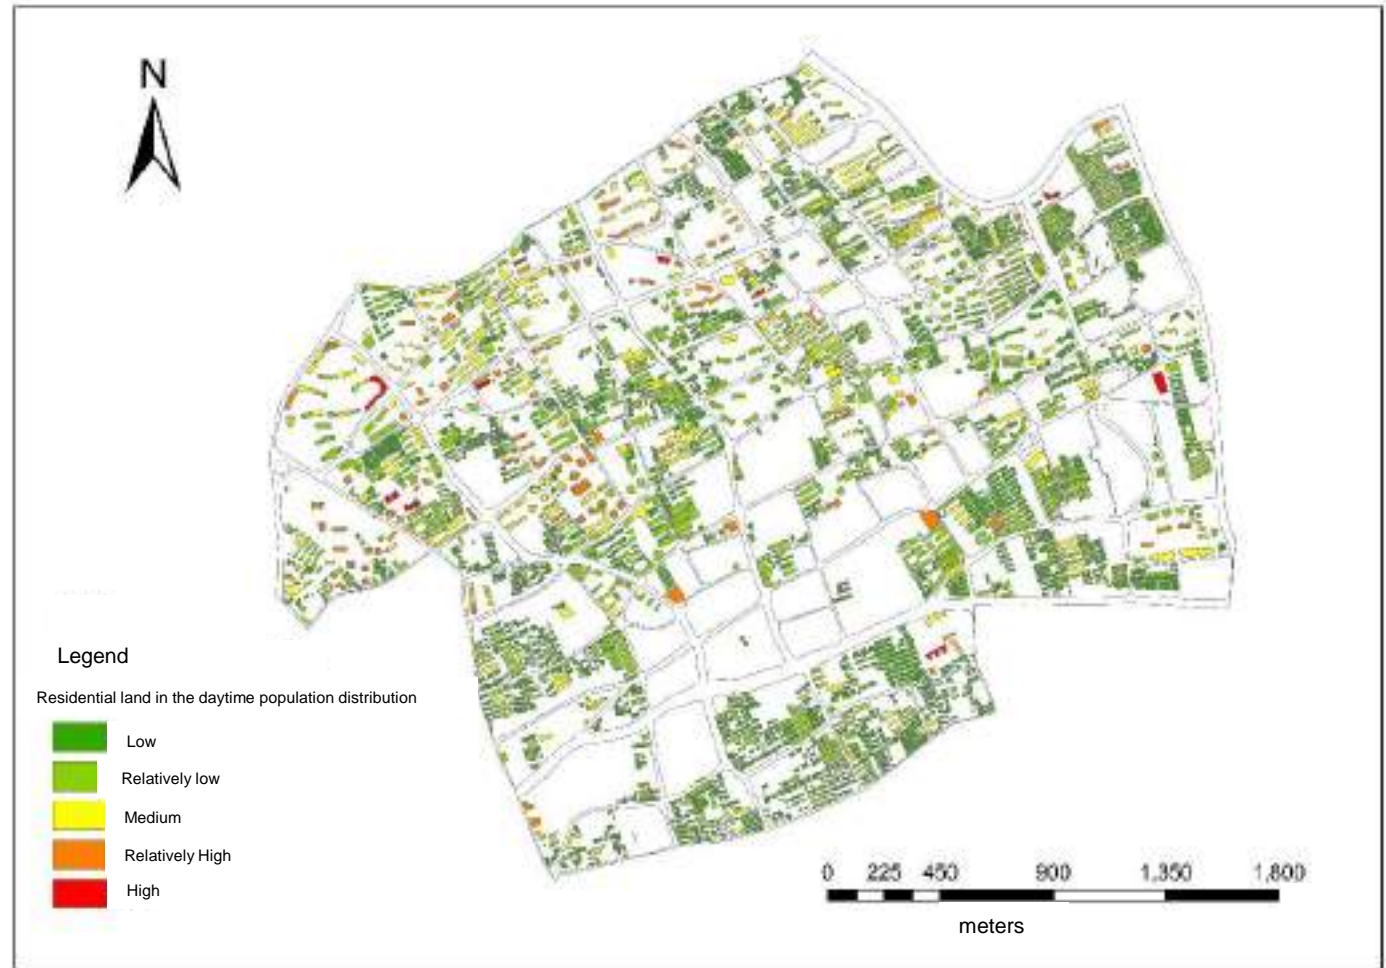 N
Legend
Residential land in the daytime population distribution
Low
Relatively low
Medium
Relatively High
High
0 225 450 900 1,350 1,800
meters